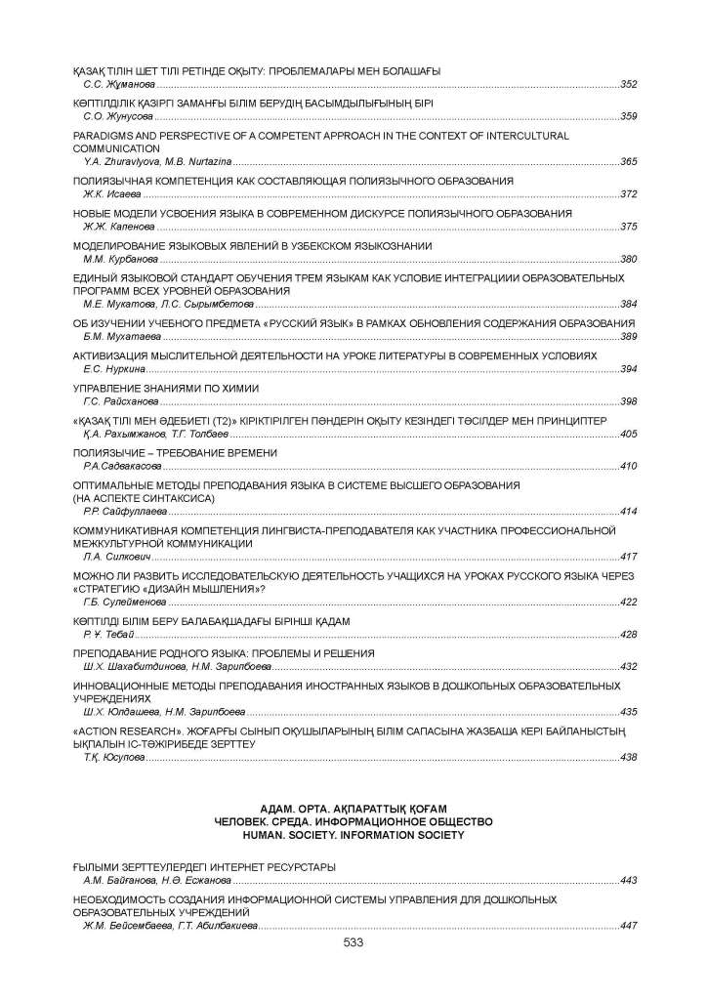 ҚАЗАҚ ТІЛІН ШЕТ ТІЛІ РЕТІНДЕ ОҚЫТУ: ПРОБЛЕМАЛАРЫ МЕН БОЛАШАҒЫ
С.С. Жұманова ... 352
КӨПТІЛДІЛІК ҚАЗІРГІ ЗАМАНҒЫ БІЛІМ БЕРУДІҢ БАСЫМДЫЛЫҒЫНЫҢ БІРІ
С.О. Жунусова ... 359
PARADIGMS AND PERSPECTIVE OF A COMPETENT APPROACH IN THE CONTEXT OF INTERCULTURAL
COMMUNICATION
Y.A. Zhuravlyova, M.B. Nurtazina ... 365
ПОЛИЯЗЫЧНАЯ КОМПЕТЕНЦИЯ КАК СОСТАВЛЯЮЩАЯ ПОЛИЯЗЫЧНОГО ОБРАЗОВАНИЯ
Ж.К. Исаева ... 372
НОВЫЕ МОДЕЛИ УСВОЕНИЯ ЯЗЫКА В СОВРЕМЕННОМ ДИСКУРСЕ ПОЛИЯЗЫЧНОГО ОБРАЗОВАНИЯ
Ж.Ж. Капенова ... 375
МОДЕЛИРОВАНИЕ ЯЗЫКОВЫХ ЯВЛЕНИЙ В УЗБЕКСКОМ ЯЗЫКОЗНАНИИ
М.М. Курбанова ... 380
ЕДИНЫЙ ЯЗЫКОВОЙ СТАНДАРТ ОБУЧЕНИЯ ТРЕМ ЯЗЫКАМ КАК УСЛОВИЕ ИНТЕГРАЦИИИ ОБРАЗОВАТЕЛЬНЫХ
ПРОГРАММ ВСЕХ УРОВНЕЙ ОБРАЗОВАНИЯ
М.Е. Мукатова, Л.С. Сырымбетова ... 384
ОБ ИЗУЧЕНИИ УЧЕБНОГО ПРЕДМЕТА «РУССКИЙ ЯЗЫК» В РАМКАХ ОБНОВЛЕНИЯ СОДЕРЖАНИЯ ОБРАЗОВАНИЯ
Б.М. Мухатаева ... 389
АКТИВИЗАЦИЯ МЫСЛИТЕЛЬНОЙ ДЕЯТЕЛЬНОСТИ НА УРОКЕ ЛИТЕРАТУРЫ В СОВРЕМЕННЫХ УСЛОВИЯХ
Е.С. Нуркина ... 394
УПРАВЛЕНИЕ ЗНАНИЯМИ ПО ХИМИИ
Г.С. Райсханова ... 398
«ҚАЗАҚ ТІЛІ МЕН ӘДЕБИЕТІ (Т2)» КІРІКТІРІЛГЕН ПӘНДЕРІН ОҚЫТУ КЕЗІНДЕГІ ТӘСІЛДЕР МЕН ПРИНЦИПТЕР
Қ.А. Рахымжанов, Т.Г. Толбаев ... 405
ПОЛИЯЗЫЧИЕ – ТРЕБОВАНИЕ ВРЕМЕНИ
Р.А.Садвакасова ... 410
ОПТИМАЛЬНЫЕ МЕТОДЫ ПРЕПОДАВАНИЯ ЯЗЫКА В СИСТЕМЕ ВЫСШЕГО ОБРАЗОВАНИЯ
(НА АСПЕКТЕ СИНТАКСИСА)
Р.Р. Сайфуллаева ... 414
КОММУНИКАТИВНАЯ КОМПЕТЕНЦИЯ ЛИНГВИСТА-ПРЕПОДАВАТЕЛЯ КАК УЧАСТНИКА ПРОФЕССИОНАЛЬНОЙ
МЕЖКУЛЬТУРНОЙ КОММУНИКАЦИИ
Л.А. Силкович ... 417
МОЖНО ЛИ РАЗВИТЬ ИССЛЕДОВАТЕЛЬСКУЮ ДЕЯТЕЛЬНОСТЬ УЧАЩИХСЯ НА УРОКАХ РУССКОГО ЯЗЫКА ЧЕРЕЗ
«СТРАТЕГИЮ «ДИЗАЙН МЫШЛЕНИЯ»?
Г.Б. Сулейменова ... 422
КӨПТІЛДІ БІЛІМ БЕРУ БАЛАБАҚШАДАҒЫ БІРІНШІ ҚАДАМ
Р. Ұ. Тебай ... 428
ПРЕПОДАВАНИЕ РОДНОГО ЯЗЫКА: ПРОБЛЕМЫ И РЕШЕНИЯ
Ш.Х. Шахабитдинова, Н.М. Зарипбоева ... 432
ИННОВАЦИОННЫЕ МЕТОДЫ ПРЕПОДАВАНИЯ ИНОСТРАННЫХ ЯЗЫКОВ В ДОШКОЛЬНЫХ ОБРАЗОВАТЕЛЬНЫХ
УЧРЕЖДЕНИЯХ
Ш.Х. Юлдашева, Н.М. Зарипбоева ... 435
«ACTION RESEARCH». ЖОҒАРҒЫ СЫНЫП ОҚУШЫЛАРЫНЫҢ БІЛІМ САПАСЫНА ЖАЗБАША КЕРІ БАЙЛАНЫСТЫҢ
ЫҚПАЛЫН ІС-ТӘЖІРИБЕДЕ ЗЕРТТЕУ
Т.Қ. Юсупова ... 438
АДАМ. ОРТА. АҚПАРАТТЫҚ ҚОҒАМ
ЧЕЛОВЕК. СРЕДА. ИНФОРМАЦИОННОЕ ОБЩЕСТВО
HUMAN. SOCIETY. INFORMATION SOCIETY
ҒЫЛЫМИ ЗЕРТТЕУЛЕРДЕГІ ИНТЕРНЕТ РЕСУРСТАРЫ
А.М. Байғанова, Н.Ә. Есжанова ... 443
НЕОБХОДИМОСТЬ СОЗДАНИЯ ИНФОРМАЦИОННОЙ СИСТЕМЫ УПРАВЛЕНИЯ ДЛЯ ДОШКОЛЬНЫХ
ОБРАЗОВАТЕЛЬНЫХ УЧРЕЖДЕНИЙ
Ж.М. Бейсембаева, Г.Т. Абилбакиева ... 447
533